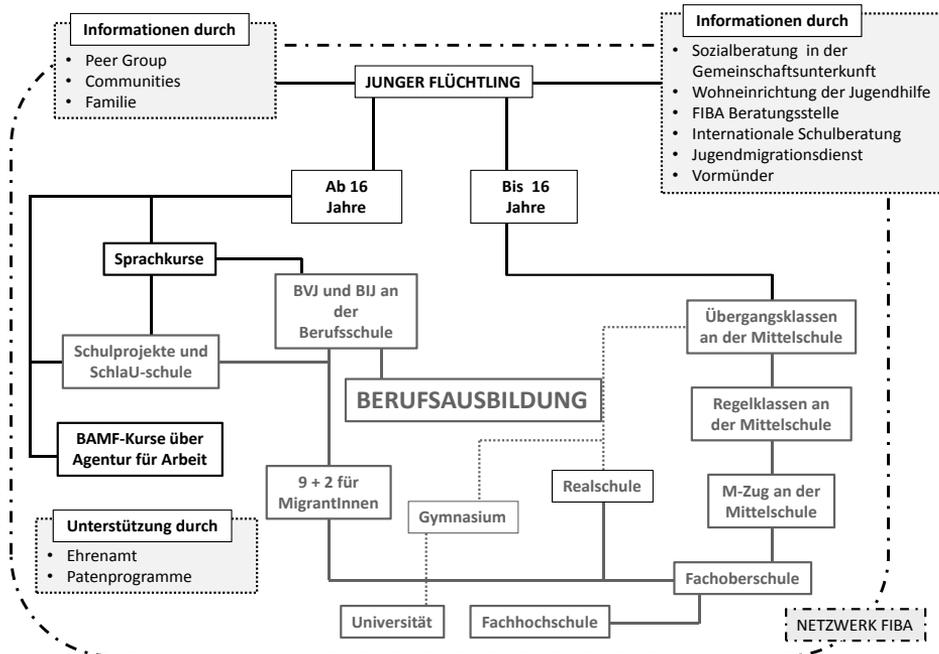 Informationen durch
• Peer Group
• Communities
• Familie
JUNGER FLÜCHTLING
Informationen durch
• Sozialberatung in der
Gemeinschaftsunterkunft
• Wohneinrichtung der Jugendhilfe
• FIBA Beratungsstelle
• Internationale Schulberatung
• Jugendmigrationsdienst
• Vormünder
Ab 16
Jahre
Bis 16
Jahre
Sprachkurse
BVJ und BIJ an
der
Berufsschule
Übergangsklassen
an der Mittelschule
Schulprojekte und
SchlaU-schule
BERUFSAUSBILDUNG
Regelklassen an
der Mittelschule
BAMF-Kurse über
Agentur für Arbeit
9 + 2 für
MigrantInnen
Gymnasium
Realschule
M-Zug an der
Mittelschule
Unterstützung durch
• Ehrenamt
• Patenprogramme
Fachoberschule
Universität
Fachhochschule
NETZWERK FIBA